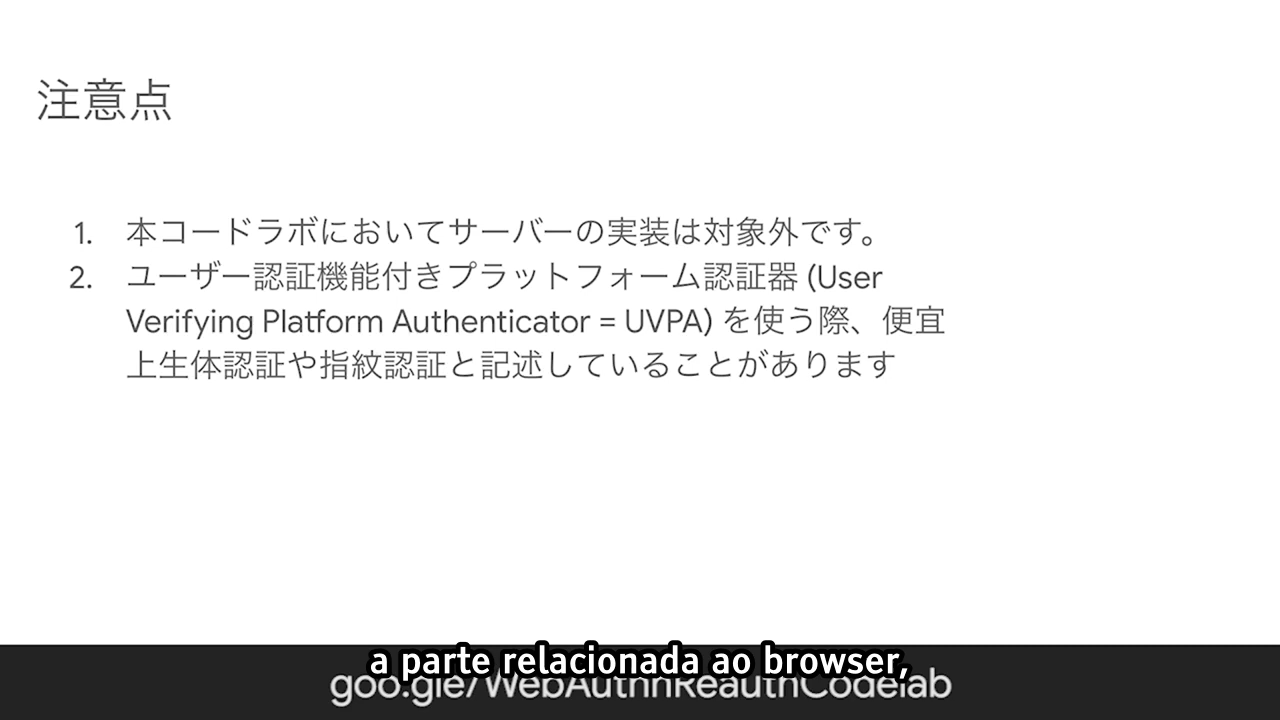 注意点
1. 本コードラボにおいてサーバーの実装は対象外です。
2. ユーザー認証機能付きプラットフォーム認証器 (User
Verifying Platform Authenticator = UVPA) を使う際、便宜
上生体認証や指紋認証と記述していることがあります
a parte relacionada ao browser,
goo.gle/WebAuthnReauthCodelab